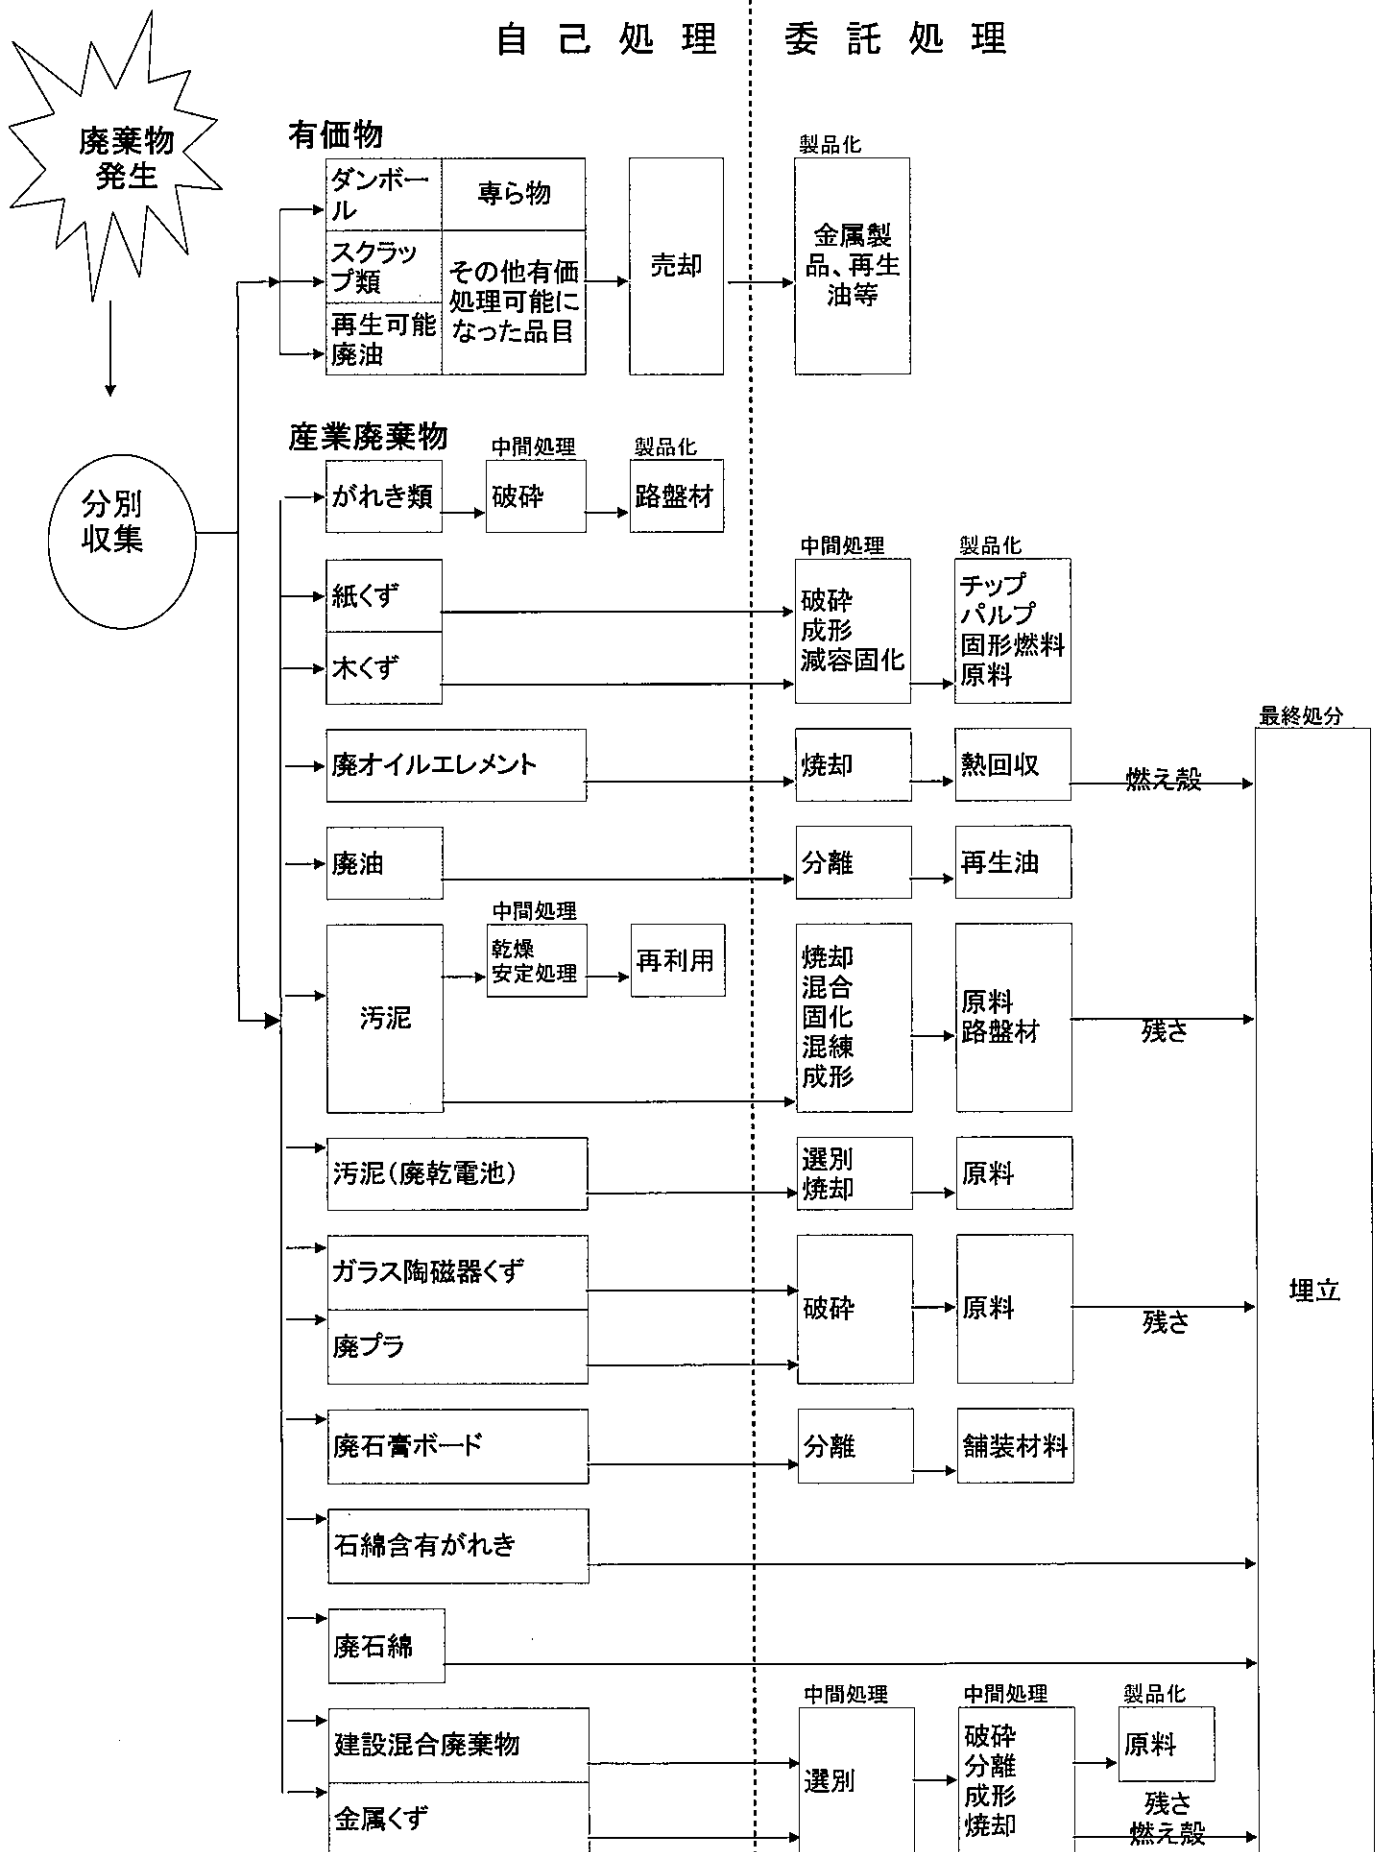 自己処理
委託処理
廃棄物
発生
有価物
ダンボー
ル
専ら物
スクラッ
プ類
その他有価
処理可能に
なった品目
再生可能
廃油
売却
製品化
金属製
品、再生
油等
分別
収集
産業廃棄物
がれき類
中間処理
破砕
製品化
路盤材
紙くず
木くず
中間処理
破砕
成形
減容固化
製品化
チップ
パルプ
固形燃料
原料
最終処分
埋立
廃オイルエレメント
焼却
熱回収
燃え殻
廃油
分離
再生油
汚泥
中間処理
乾燥
安定処理
再利用
焼却
混合
固化
混練
成形
原料
路盤材
残さ
汚泥(廃乾電池)
選別
焼却
原料
ガラス陶磁器くず
廃プラ
破砕
原料
残さ
廃石膏ボード
分離
舗装材料
石綿含有がれき
廃石綿
建設混合廃棄物
金属くず
中間処理
選別
中間処理
破砕
分離
成形
焼却
製品化
原料
残さ
燃え殻